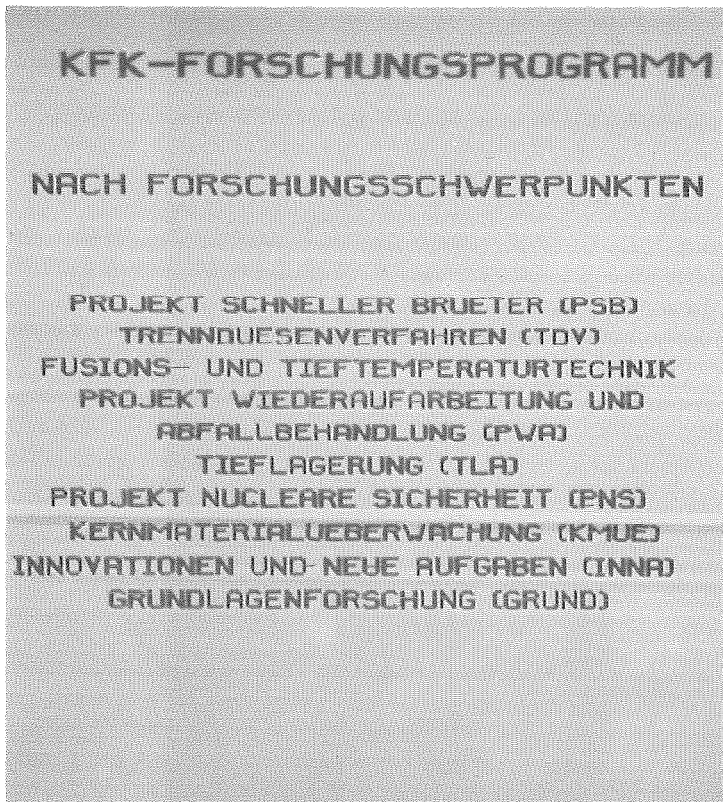 KFK-FORSCHUNGSPROGRAMM
NACH FORSCHUNGSSCHWERPUNKTEN
PROJEKT SCHNELLER BRUETER (PSB)
TRENNDUESENVERFAHREN (TDV)
FUSIONS- UND TIEFTEMPERATURTECHNIK
PROJEKT WIEDERAUFARBEITUNG UND
ABFALLBEHANDLUNG (PWA)
TIEFLAGERUNG (TLA)
PROJEKT NUCLEARE SICHERHEIT (PNS)
KERNMATERIALUEBERWACHUNG (KMUE)
INNOVATIONEN UND NEUE AUFGABEN (INNA)
GRUNDLAGENFORSCHUNG (GRUND)